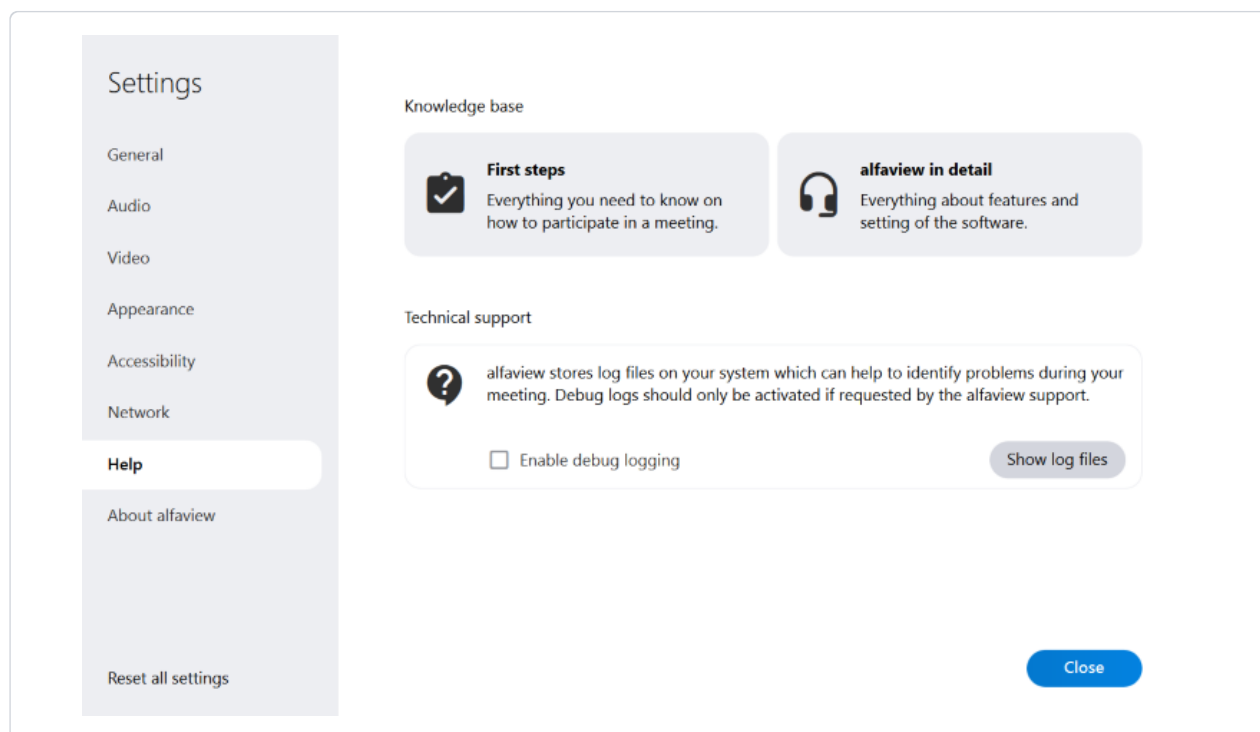 Settings
General
Audio
Video
Appearance
Accessibility
Network
Help
About alfaview
Reset all settings
Knowledge base
First steps
Everything you need to know on
how to participate in a meeting.
alfaview in detail
Everything about features and
setting of the software.
Technical support
alfaview stores log files on your system which can help to identify problems during your
meeting. Debug logs should only be activated if requested by the alfaview support.
Enable debug logging
Show log files
Close